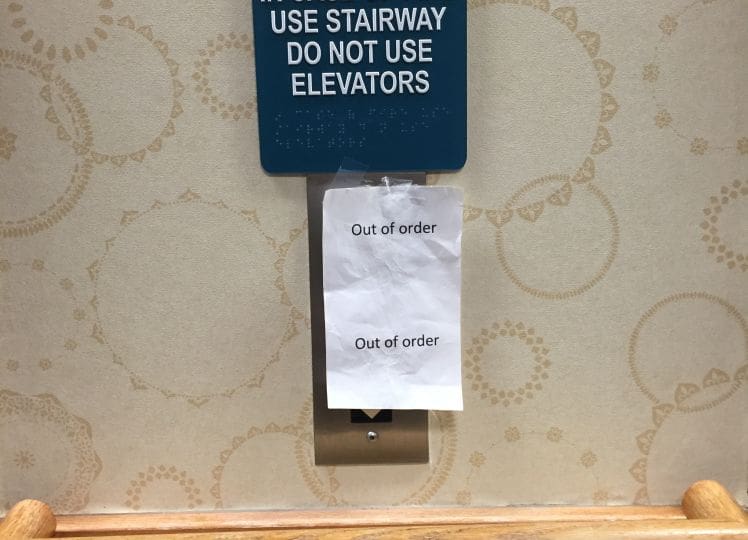 USE STAIRWAY
DO NOT USE
ELEVATORS
Out of order
Out of order